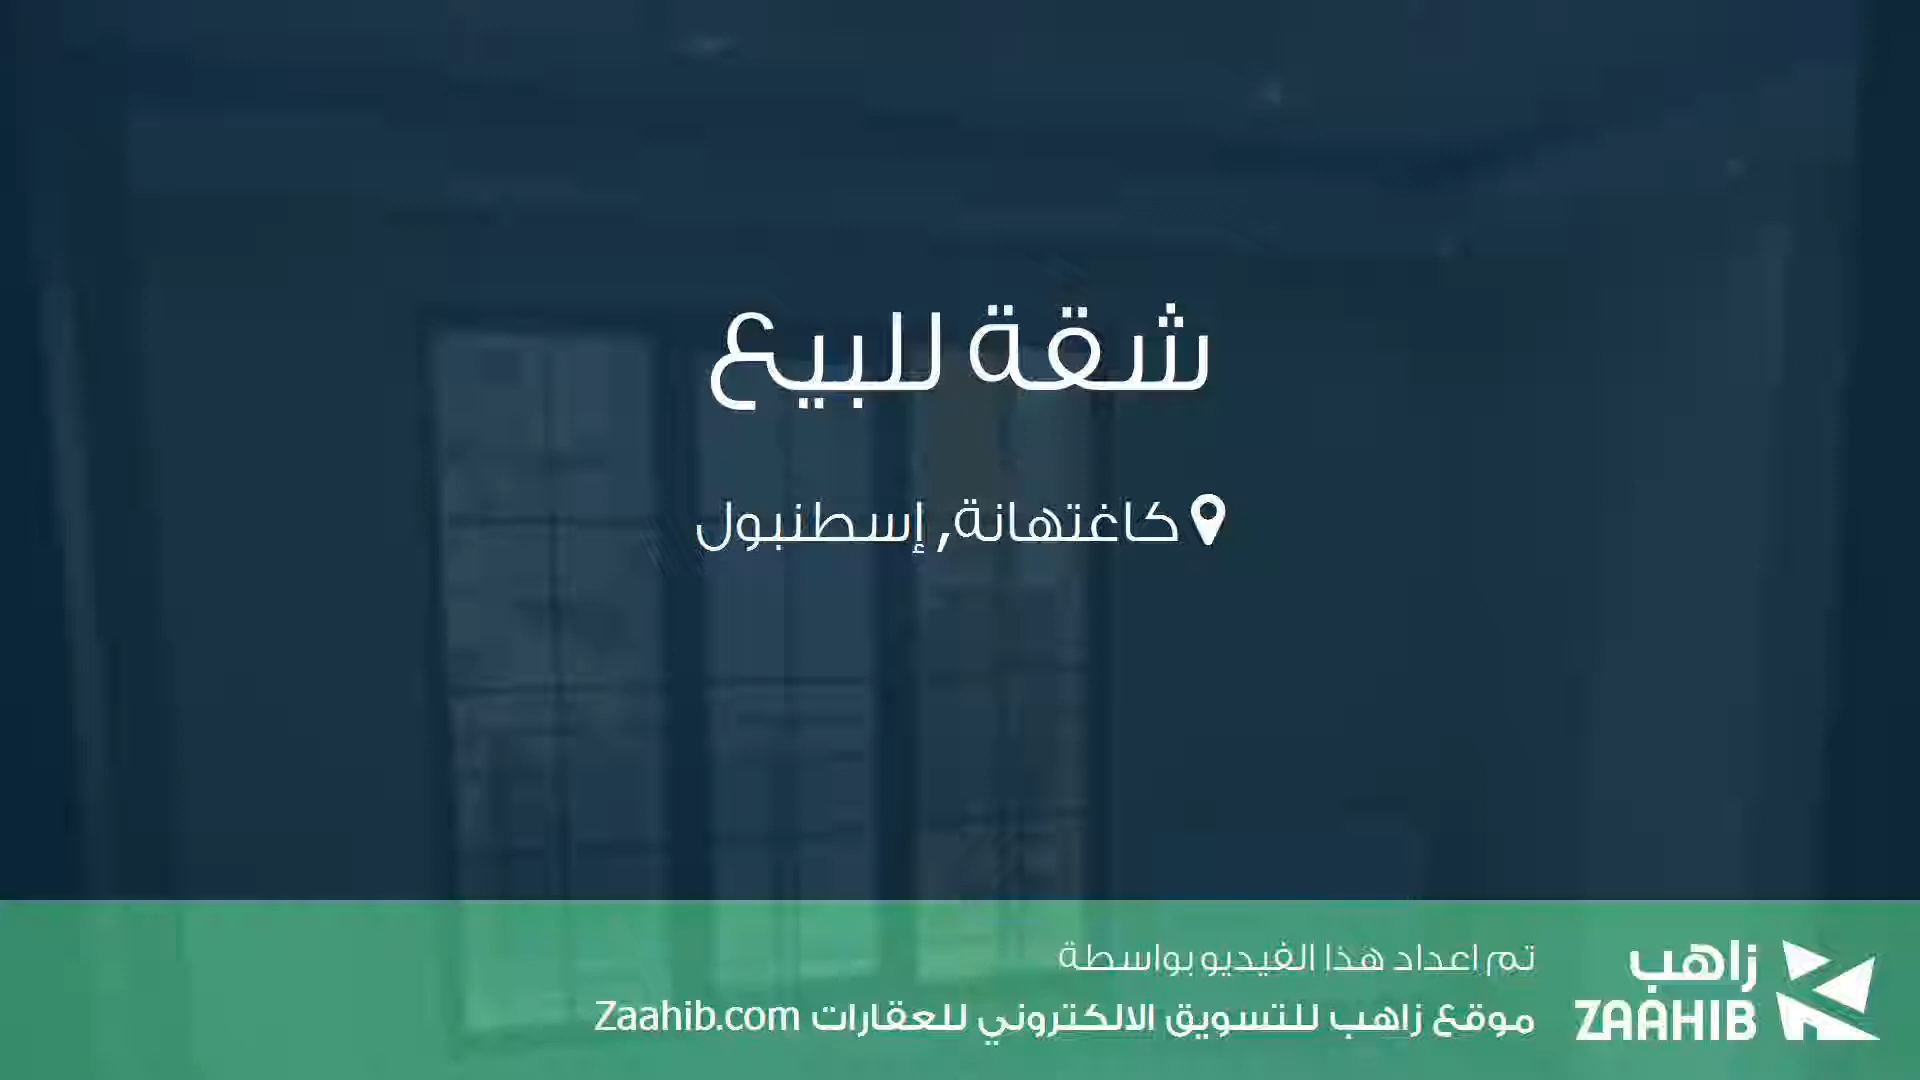 شقة للبيع
كاغتهانة, إسطنبول
تم اعداد هذا الفيديو بواسطة
موقع زاهب للتسويق الالكتروني للعقارات Zaahib.com
زاهب
ZAAHIB